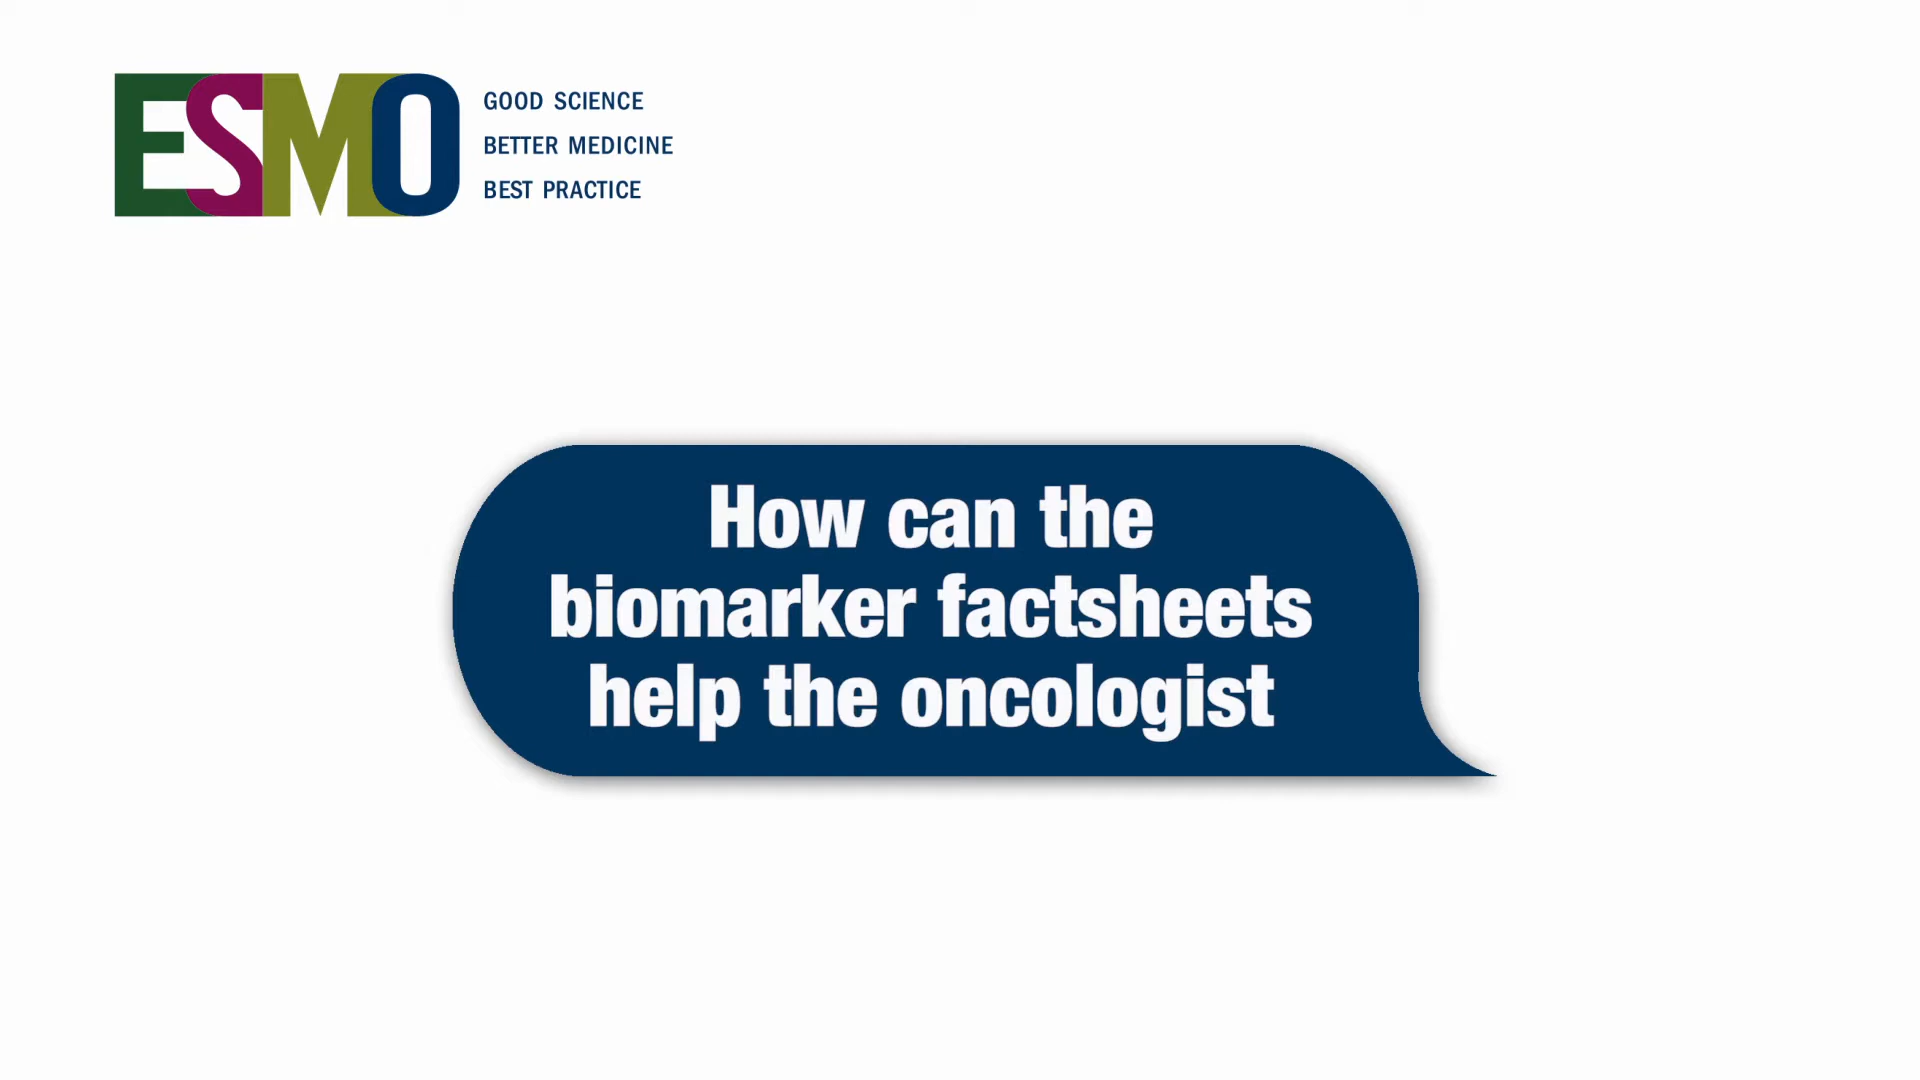 ESMO
GOOD SCIENCE
BETTER MEDICINE
BEST PRACTICE
How can the
biomarker factsheets
help the oncologist